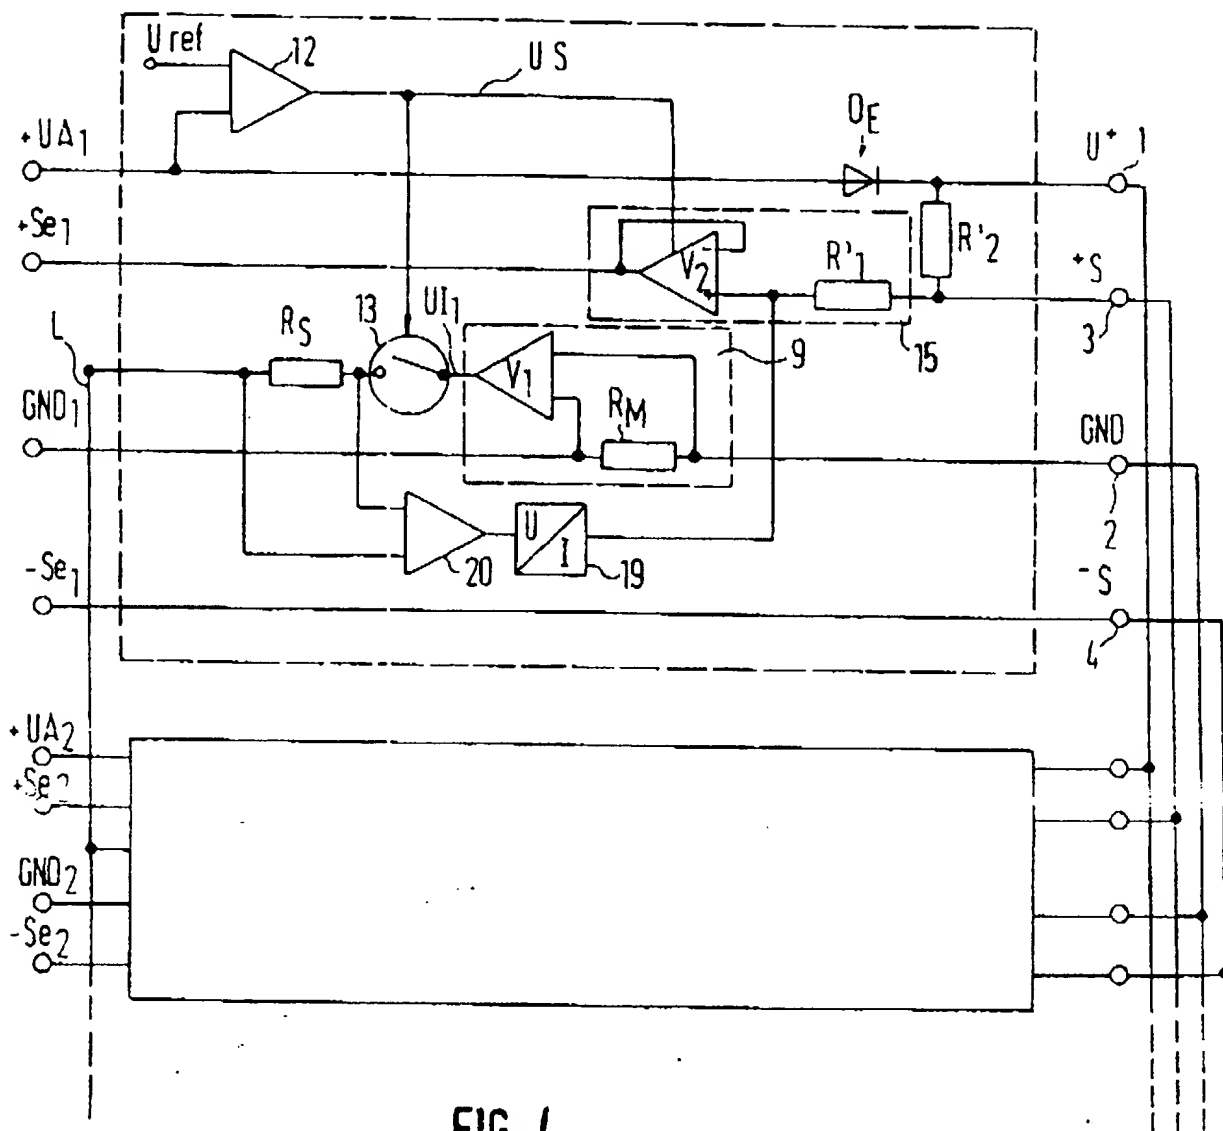 U ref
12
U S
DE
+UA1
U+ 1
+Se1
V2
R'1
R'2
+S
3
L
RS
13
UI1
V1
9
15
GND1
RM
GND
2
20
U
I
19
-Se1
-S
4
+UA2
+Se2
GND2
-Se2